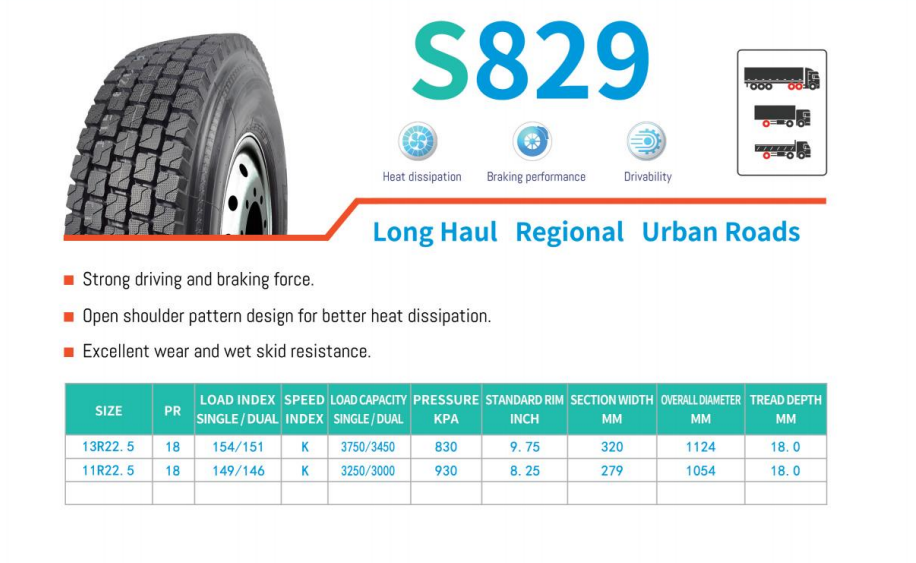 S829
Heat dissipation Braking performance Drivability
Long Haul Regional Urban Roads
Strong driving and braking force.
Open shoulder pattern design for better heat dissipation.
Excellent wear and wet skid resistance.
SIZE PR LOAD INDEX SINGLE/DUAL SPEED INDEX LOAD CAPACITY SINGLE/DUAL PRESSURE KPA STANDARD RIM INCH SECTION WIDTH MM OVERALL DIAMETER MM TREAD DEPTH MM
13R22.5 18 154/151 K 3750/3450 830 9.75 320 1124 18.0
11R22.5 18 149/146 K 3250/3000 930 8.25 279 1054 18.0